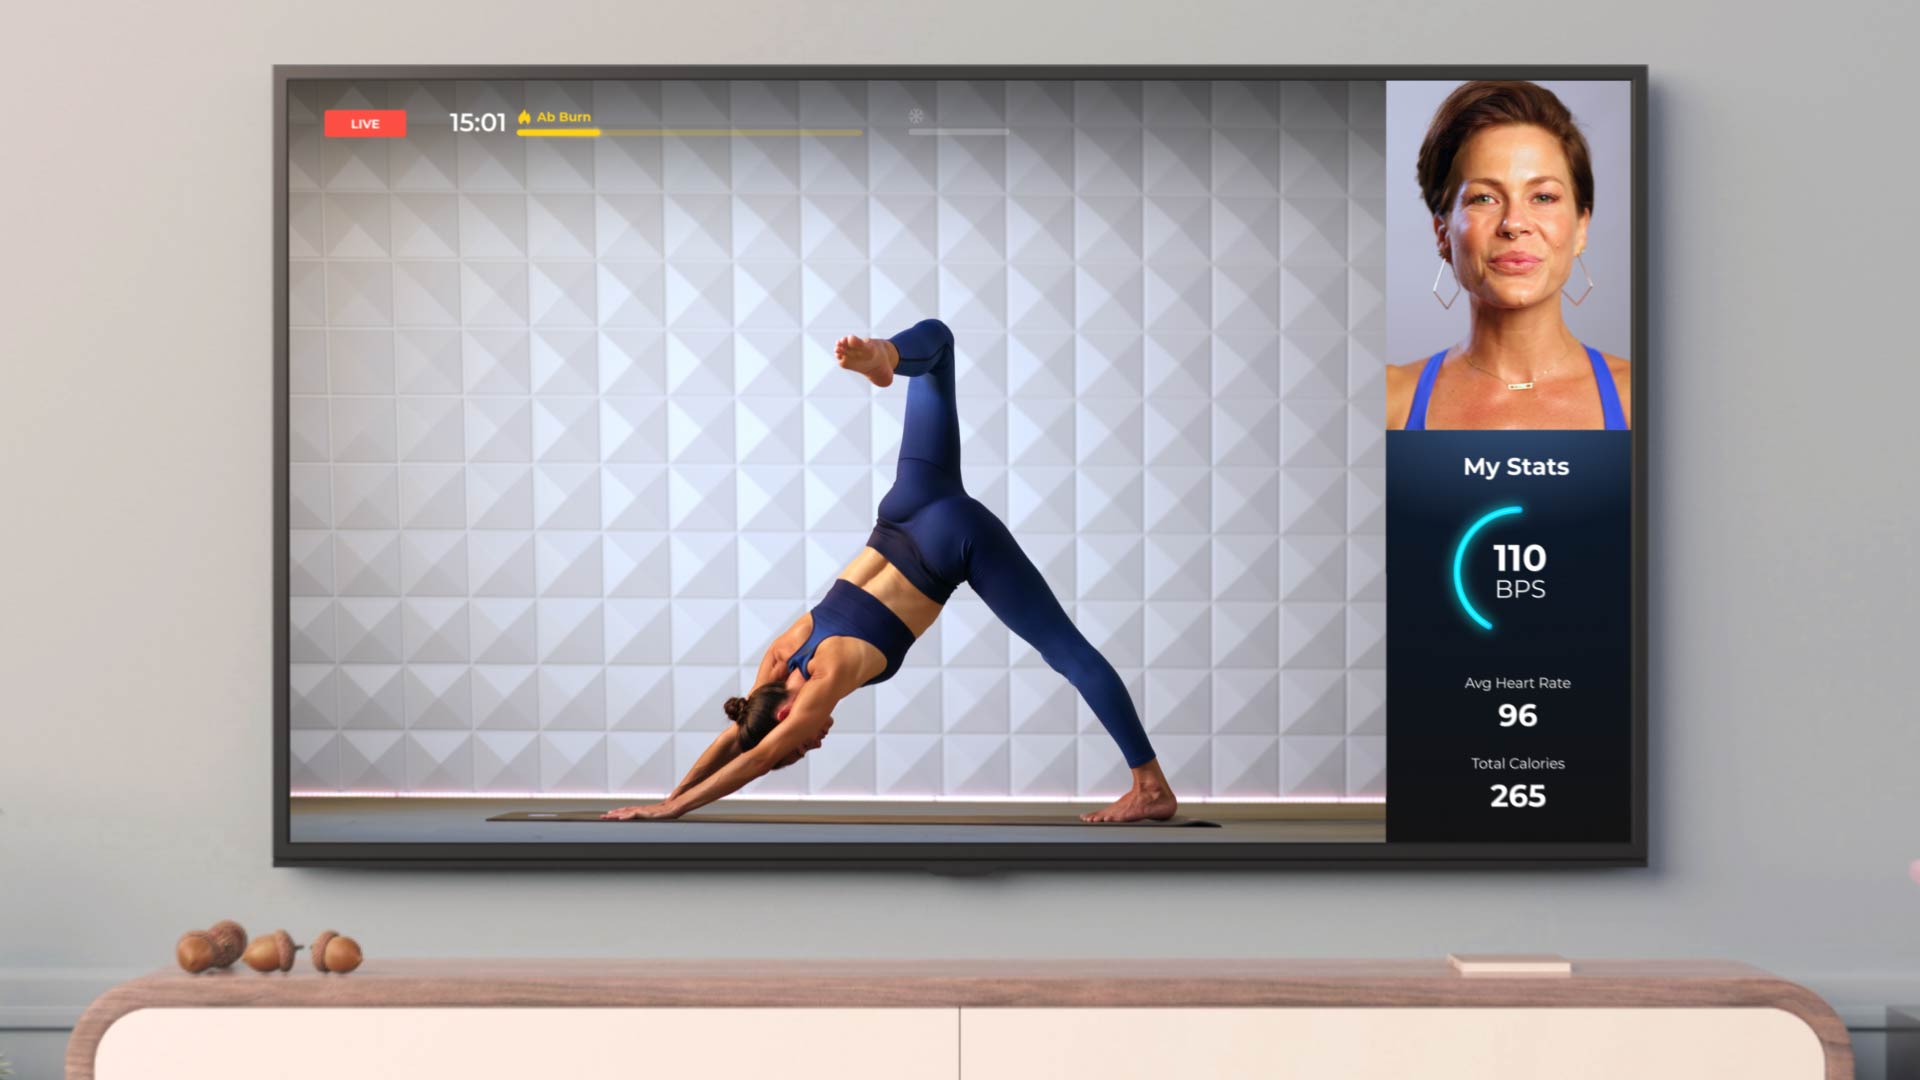 LIVE
15:01
Ab Burn
My Stats
110
BPS
Avg Heart Rate
96
Total Calories
265